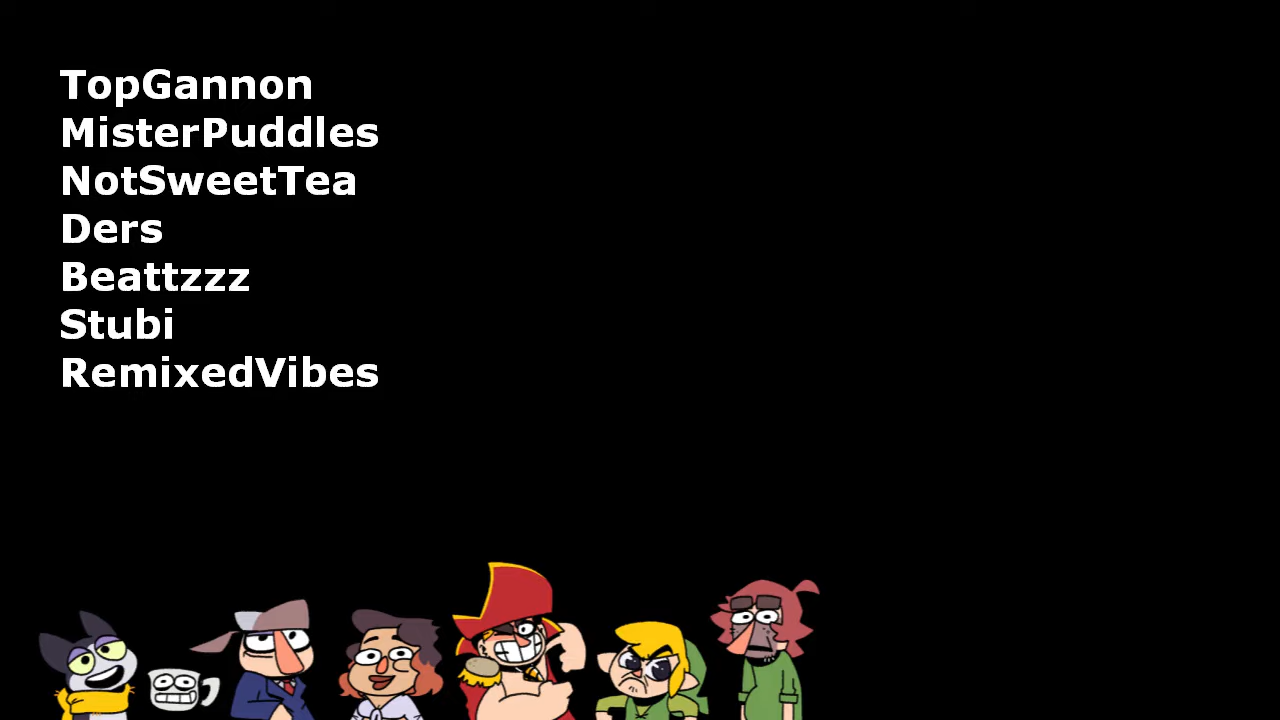 TopGannon
MisterPuddles
NotSweetTea
Ders
Beattzzz
Stubi
RemixedVibes